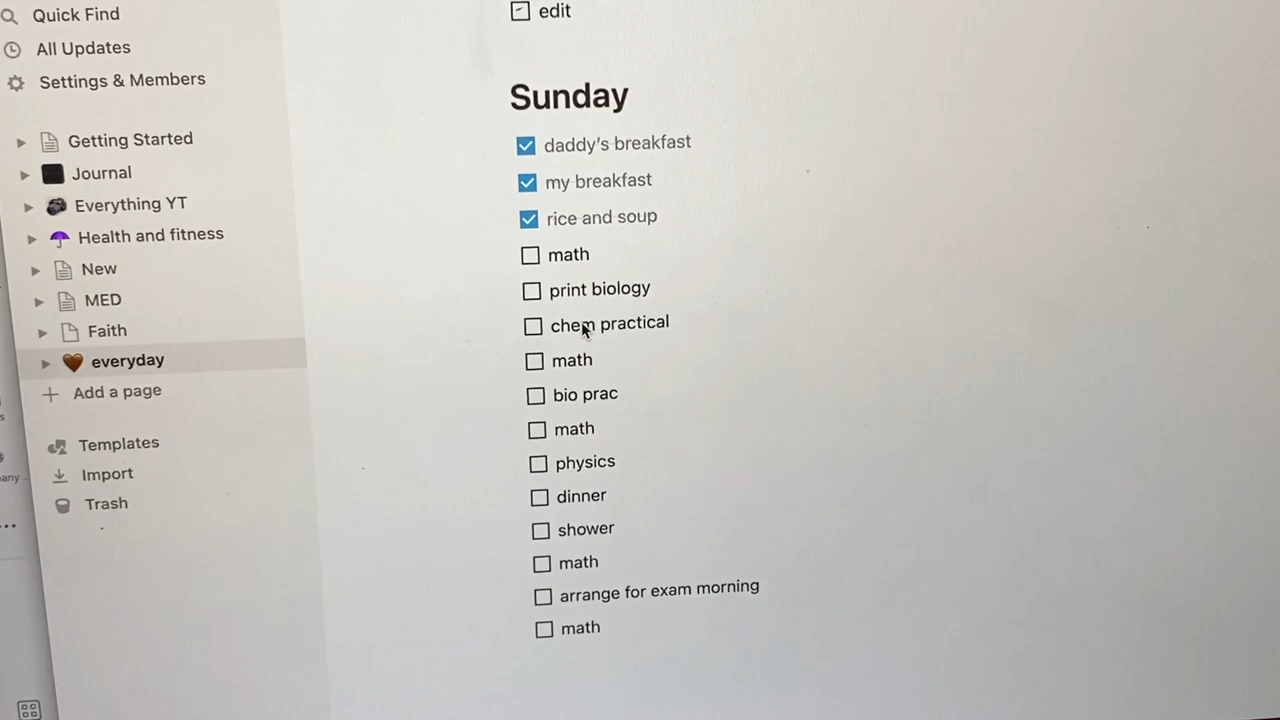 Quick Find
All Updates
Settings & Members
Getting Started
Journal
Everything YT
Health and fitness
New
MED
Faith
everyday
Add a page
Templates
Import
Trash
edit
Sunday
daddy's breakfast
my breakfast
rice and soup
math
print biology
chem practical
math
bio prac
math
physics
dinner
shower
math
arrange for exam morning
math